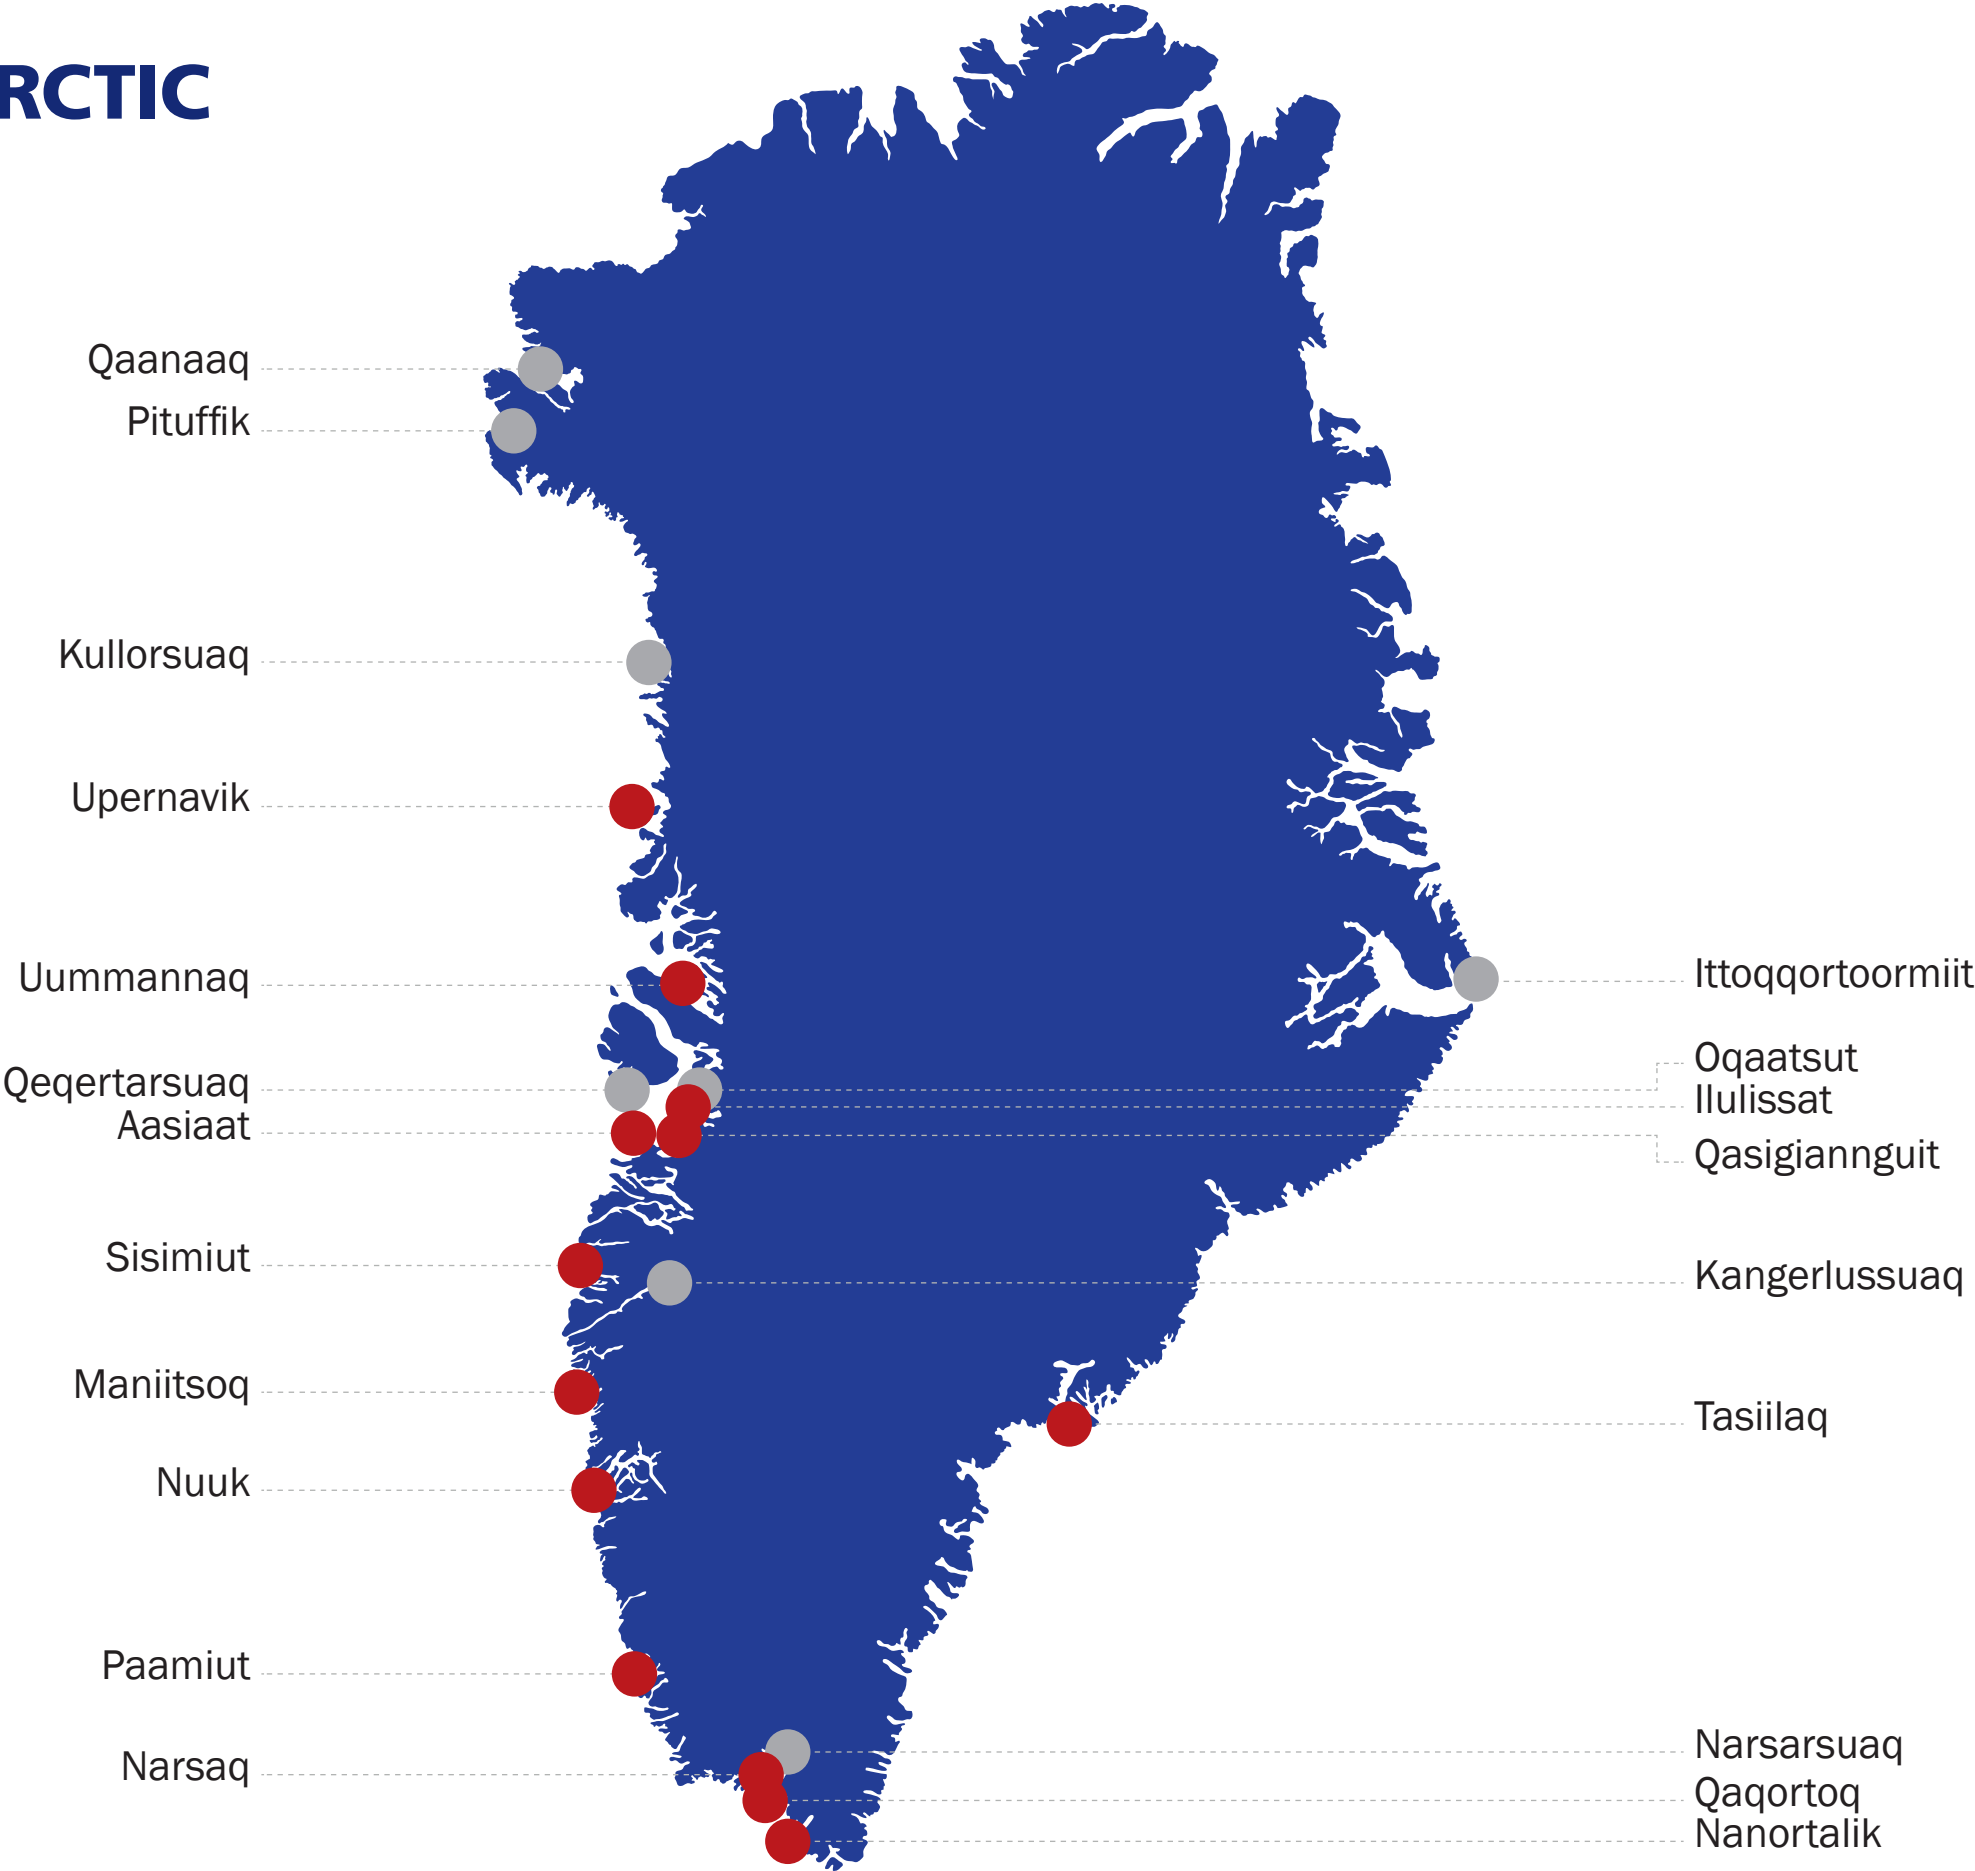 RCTIC
Qaanaaq
Pituffik
Kullorsuaq
Upernavik
Uummannaq
Qeqertarsuaq
Aasiaat
Sisimiut
Maniitsoq
Nuuk
Paamiut
Narsaq
Ittoqqortoormiit
Oqaatsut
Ilulissat
Qasigiannguit
Kangerlussuaq
Tasiilaq
Narsarsuaq
Qaqortoq
Nanortalik